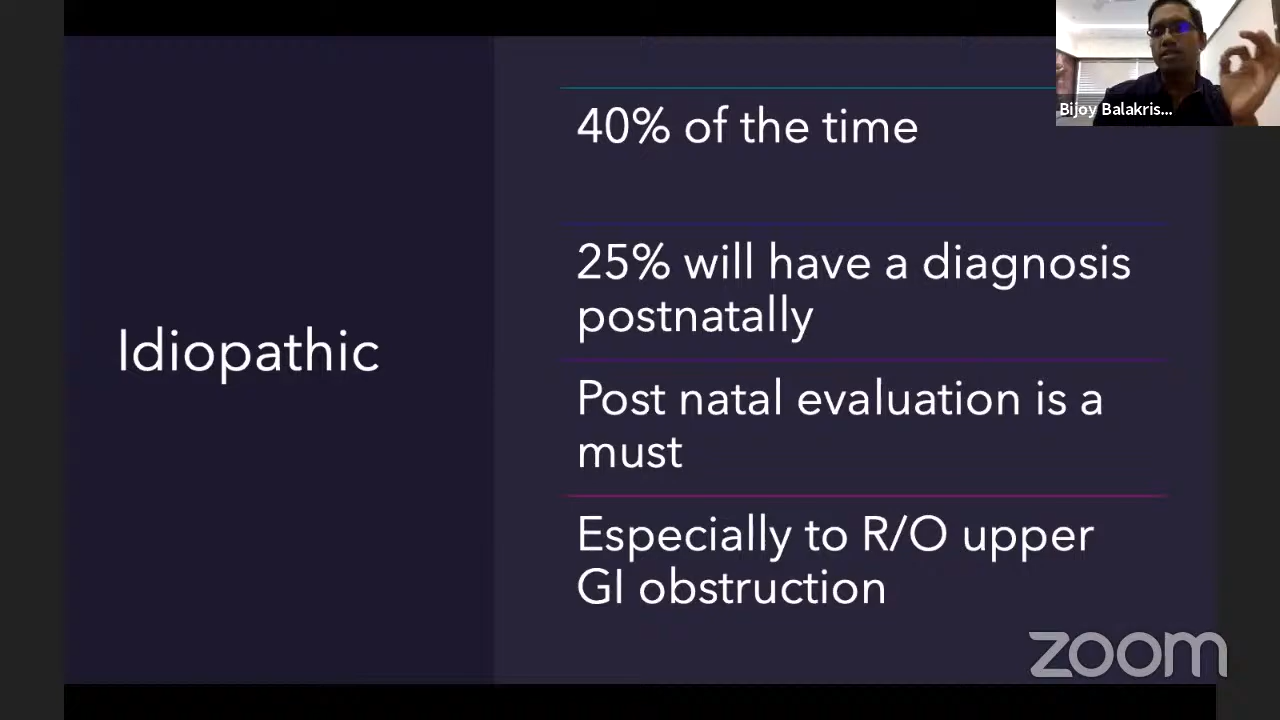 Bijoy Balakris...
Idiopathic
40% of the time
25% will have a diagnosis
postnatally
Post natal evaluation is a
must
Especially to R/O upper
GI obstruction
zoom